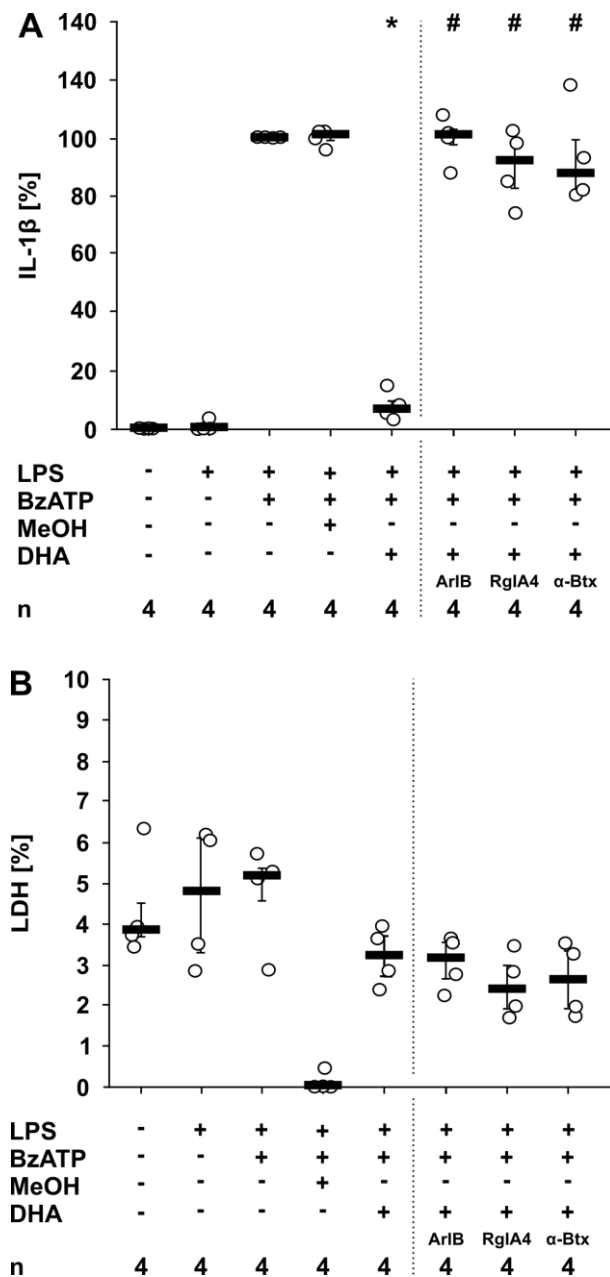 A
140 * # # #
140
100
80
60
40
20
0
IL-1β [%]
LPS - + + + + + + +
BzATP - - + + + + + +
MeOH - - - + - - - -
DHA - - - - + + + +
ArIB RgIA4 α-Btx
n 4 4 4 4 4 4 4 4
B
10
9
8
7
6
5
4
3
2
1
0
LDH [%]
LPS - + + + + + + +
BzATP - - + + + + + +
MeOH - - - + - - - -
DHA - - - - + + + +
ArIB RgIA4 α-Btx
n 4 4 4 4 4 4 4 4